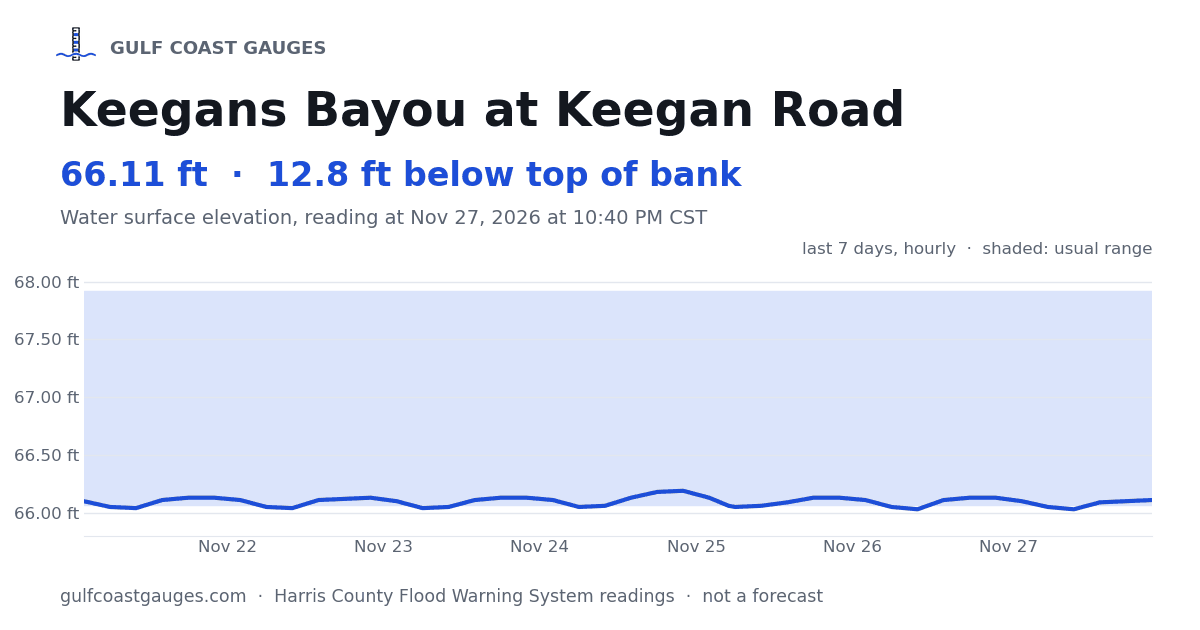 GULF COAST GAUGES
Keegans Bayou at Keegan Road
66.11 ft · 12.8 ft below top of bank
Water surface elevation, reading at Nov 27, 2026 at 10:40 PM CST
last 7 days, hourly · shaded: usual range
68.00 ft
67.50 ft
67.00 ft
66.50 ft
66.00 ft
Nov 22 Nov 23 Nov 24 Nov 25 Nov 26 Nov 27
gulfcoastgauges.com · Harris County Flood Warning System readings · not a forecast